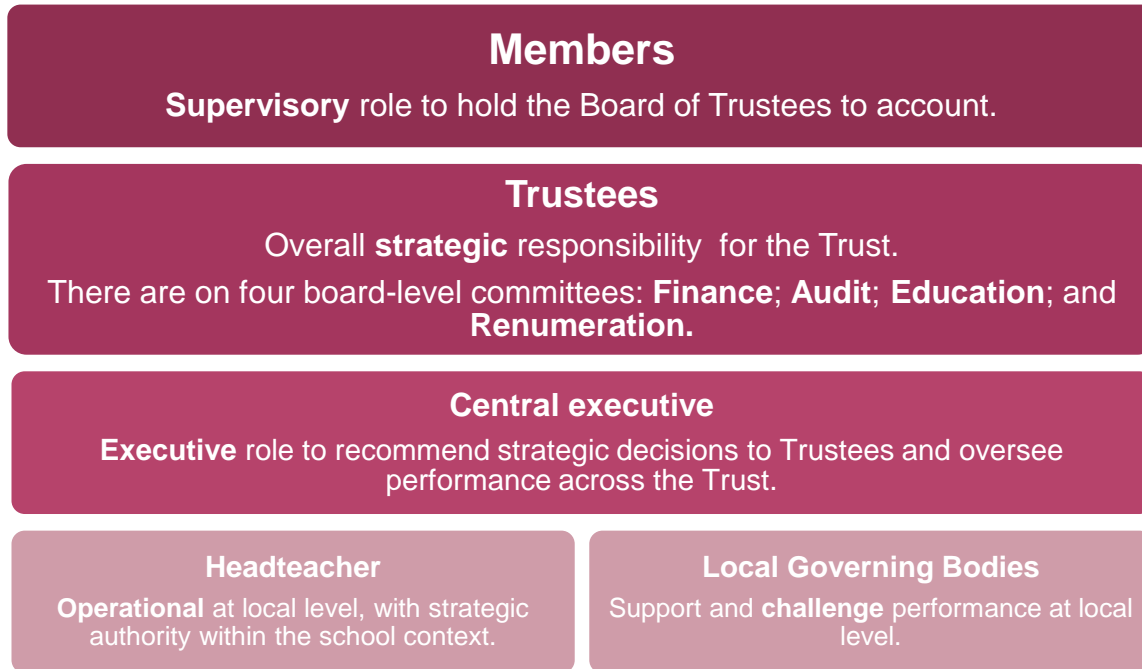 Members
Supervisory role to hold the Board of Trustees to account.
Trustees
Overall strategic responsibility  for the Trust.
There are on four board-level committees: Finance; Audit; Education; and
Renumeration.
Central executive
Executive role to recommend strategic decisions to Trustees and oversee
performance across the Trust.
Headteacher
Operational at local level, with strategic
authority within the school context.
Local Governing Bodies
Support and challenge performance at local
level.